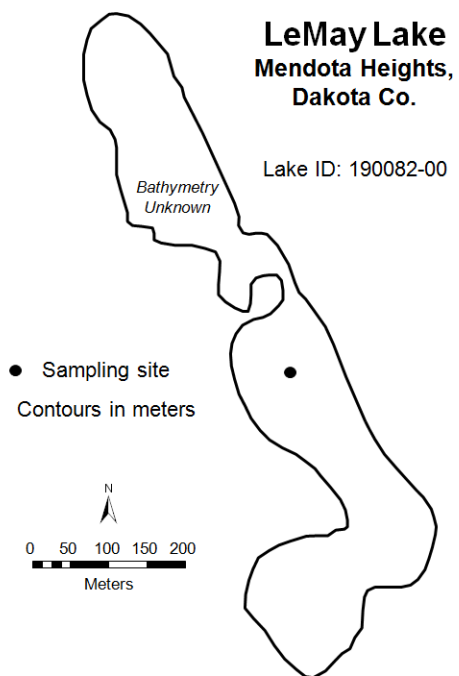 LeMay Lake
Mendota Heights,
Dakota Co.
Lake ID: 190082-00
Bathymetry
Unknown
Sampling site
Contours in meters
N
0 50 100 150 200
Meters